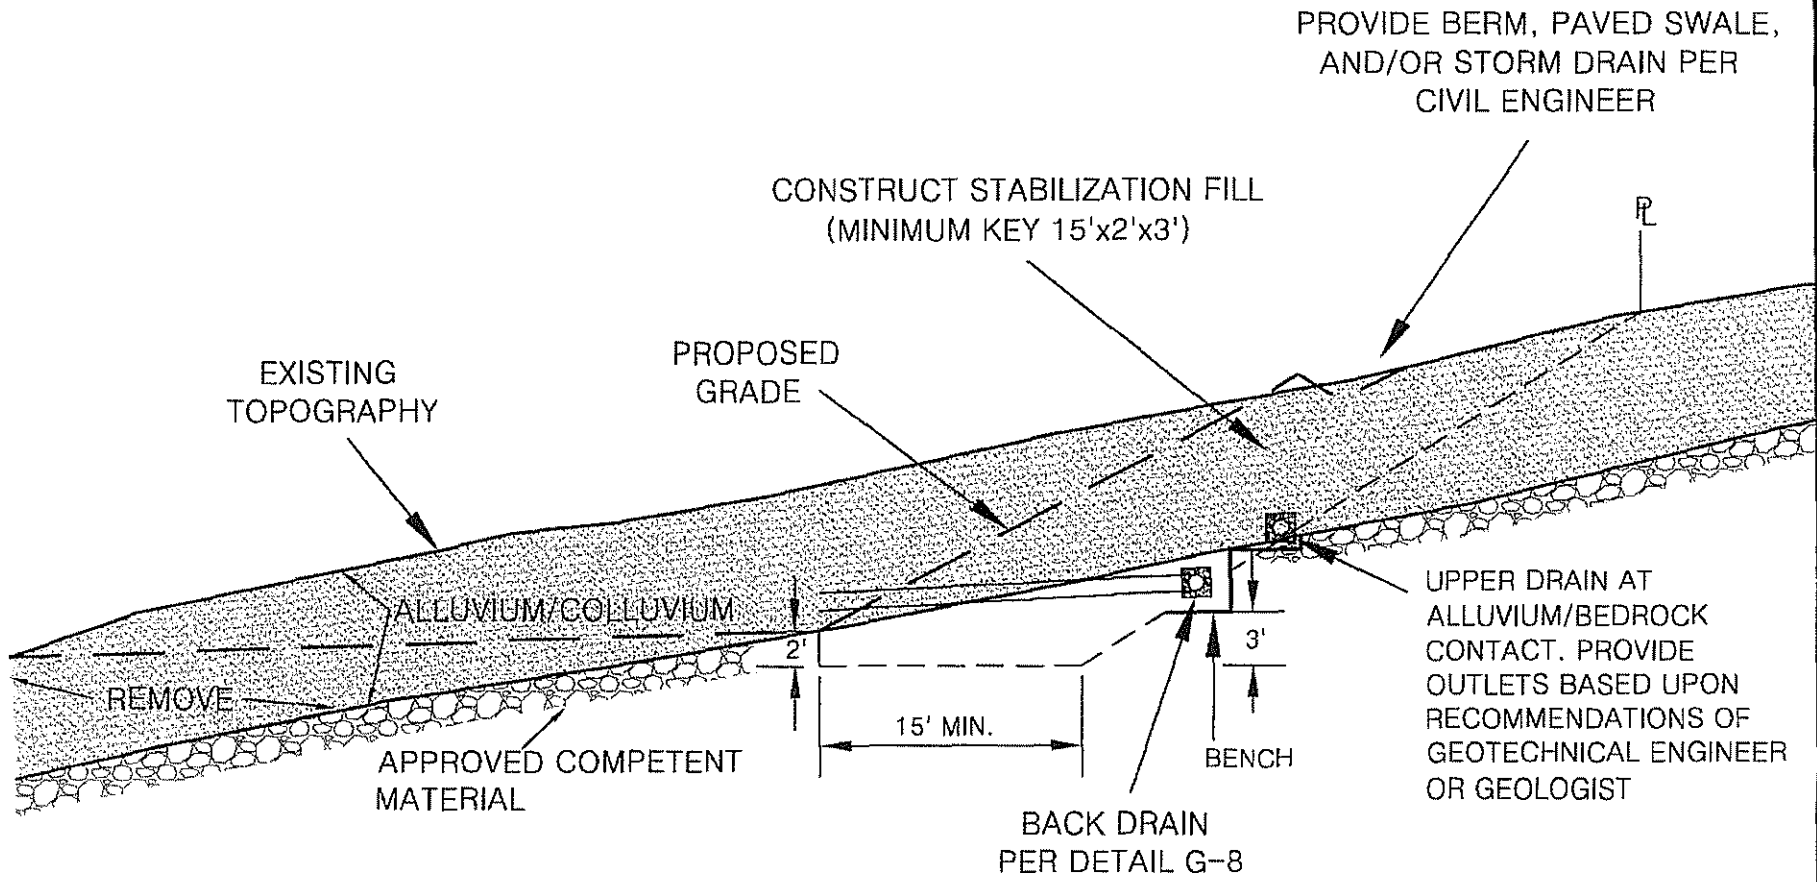 PROVIDE BERM, PAVED SWALE,
AND/OR STORM DRAIN PER
CIVIL ENGINEER
CONSTRUCT STABILIZATION FILL
(MINIMUM KEY 15'x2'x3')
PL
PROPOSED
GRADE
EXISTING
TOPOGRAPHY
ALLUVIUM/COLLUVIUM
REMOVE
2'
3'
15' MIN.
BENCH
APPROVED COMPETENT
MATERIAL
UPPER DRAIN AT
ALLUVIUM/BEDROCK
CONTACT. PROVIDE
OUTLETS BASED UPON
RECOMMENDATIONS OF
GEOTECHNICAL ENGINEER
OR GEOLOGIST
BACK DRAIN
PER DETAIL G-8